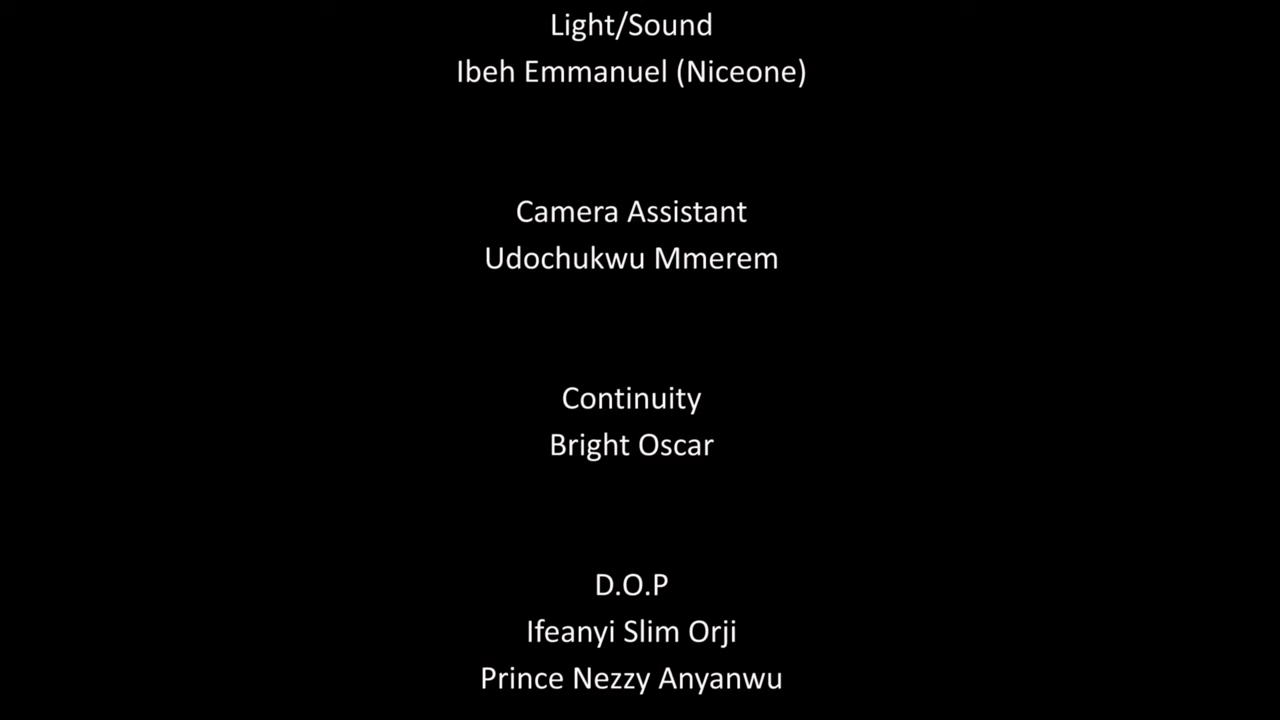 Light/Sound
Ibeh Emmanuel (Niceone)
Camera Assistant
Udochukwu Mmerem
Continuity
Bright Oscar
D.O.P
Ifeanyi Slim Orji
Prince Nezzy Anyanwu